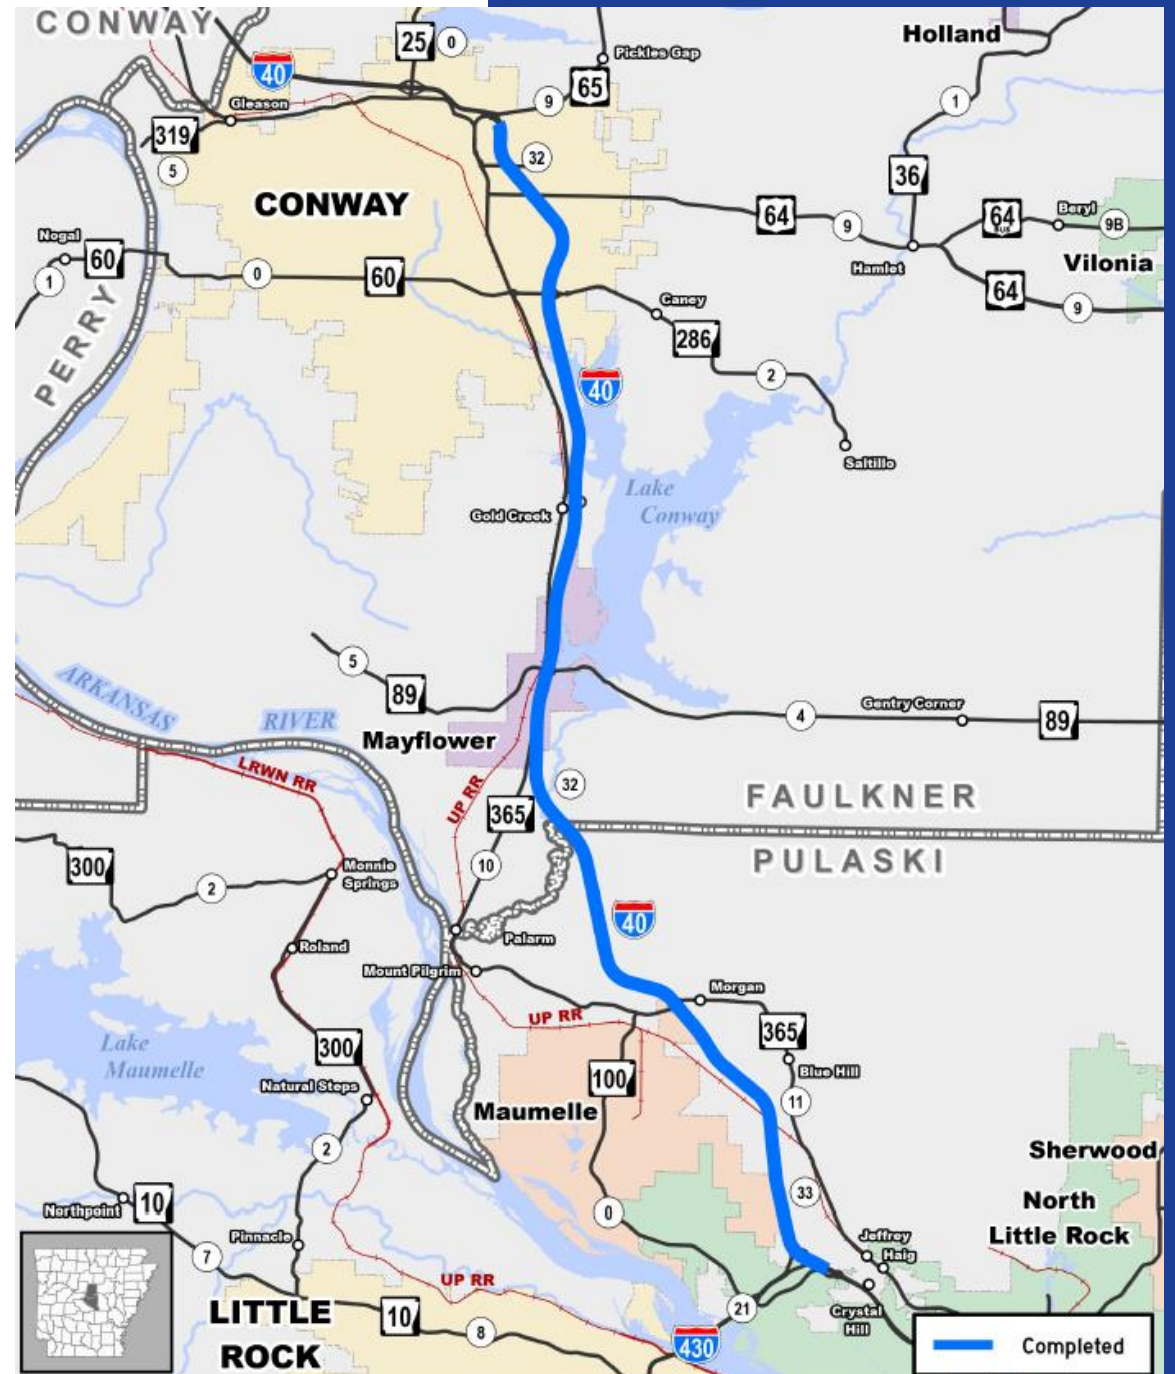 CONWAY
25
0
Holland
Pickles Gap
40
65
9
Gleason
1
319
5
32
36
CONWAY
64
9
64
BUS
Beryl
9B
Nogal
60
1
0
60
Hamlet
Vilonia
64
9
PERRY
Caney
286
2
40
Saltillo
Lake
Conway
Gold Creek
5
89
ARKANSAS
RIVER
4
Gentry Corner
89
Mayflower
LRWN RR
UP RR
32
365
FAULKNER
PULASKI
300
2
Monnie
Springs
10
40
Roland
Palarm
Mount Pilgrim
Morgan
UP RR
365
Lake
Maumelle
300
100
Blue Hill
Natural Steps
Maumelle
11
2
Sherwood
Northpoint
10
33
North
Little Rock
0
Pinnacle
7
Jeffrey
Haig
UP RR
21
Crystal
Hill
LITTLE
ROCK
10
8
430
Completed